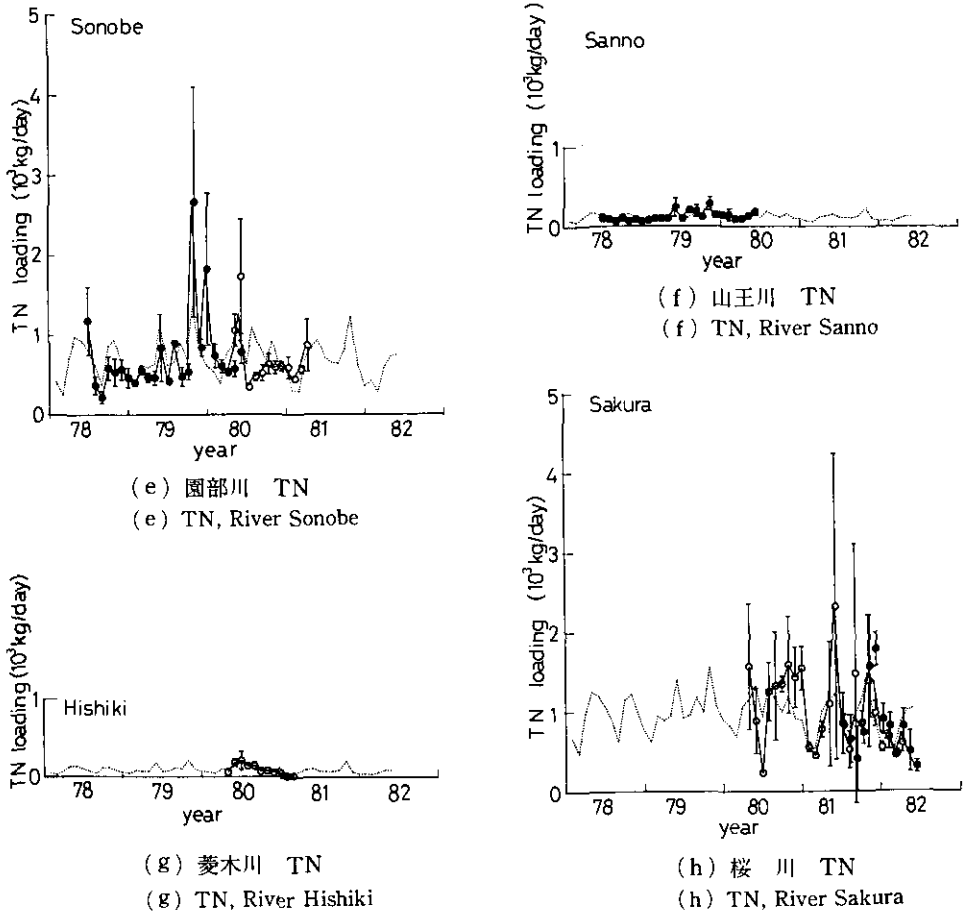 Sonobe
TN loading (10³kg/day)
5
4
3
2
1
0
78 79 80 81 82
year
(e) 園部川 TN
(e) TN, River Sonobe
Sanno
TN loading (10³kg/day)
1
0
78 79 80 81 82
year
(f) 山王川 TN
(f) TN, River Sanno
Hishiki
TN loading (10³kg/day)
1
0
78 79 80 81 82
year
(g) 菱木川 TN
(g) TN, River Hishiki
Sakura
TN loading (10³kg/day)
5
4
3
2
1
0
78 79 80 81 82
year
(h) 桜川 TN
(h) TN, River Sakura